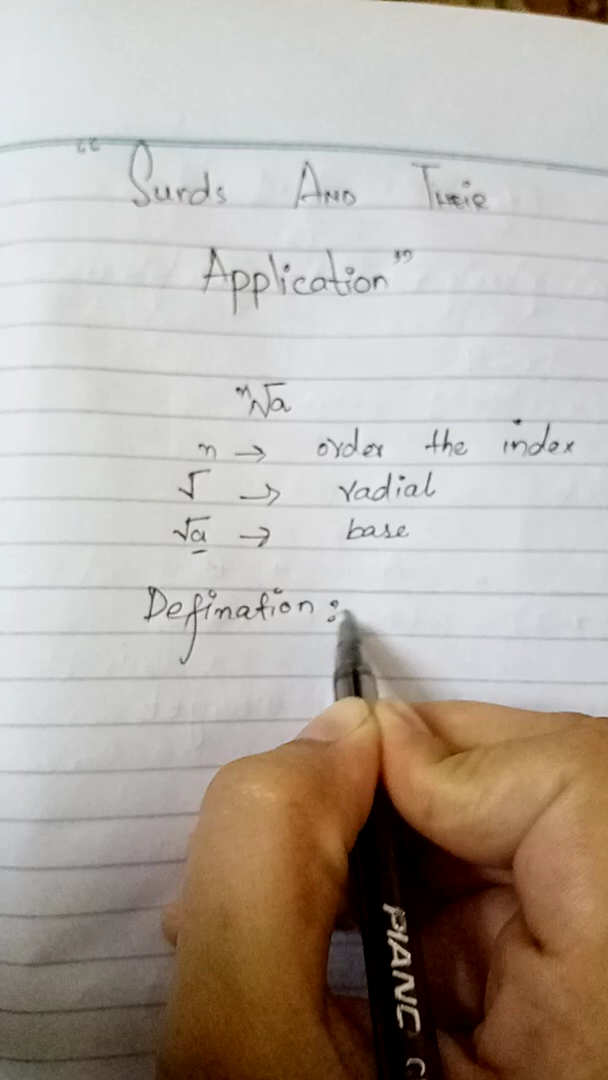 “Surds AND THEIR
Application”
ⁿ√a
n → order the index
√ → radial
√a → base
Defination :
PIANO